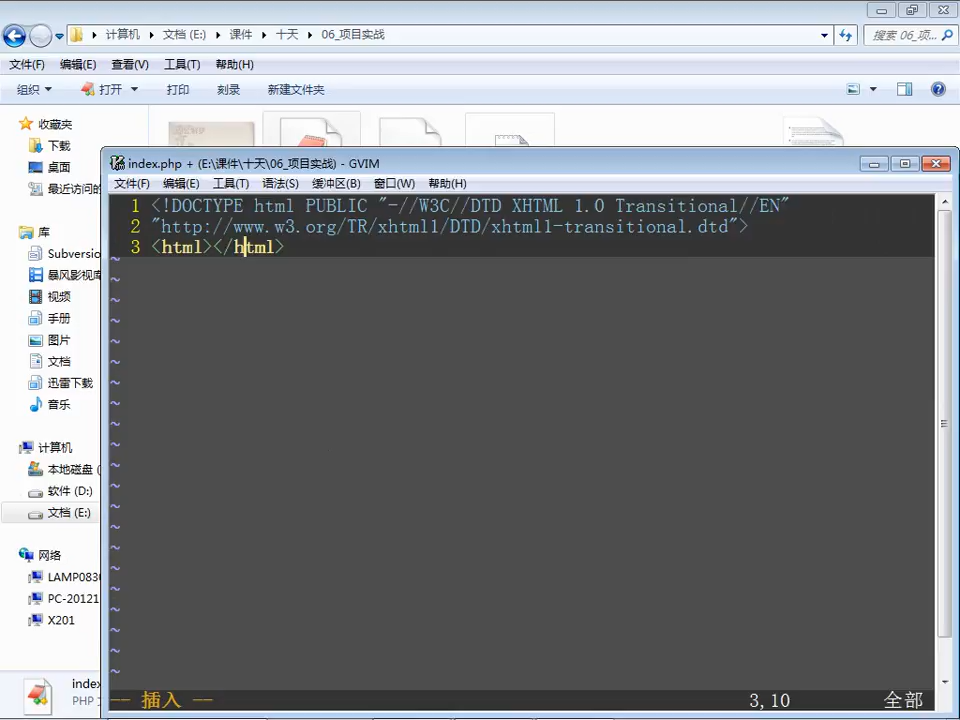 计算机 文档 (E:) 课件 十天 06_项目实战
搜索 06_项...
文件(F) 编辑(E) 查看(V) 工具(T) 帮助(H)
组织 打开 打印 刻录 新建文件夹
收藏夹
下载
桌面
最近访问的
库
Subversio
暴风影视库
视频
手册
图片
文档
迅雷下载
音乐
计算机
本地磁盘 (
软件 (D:)
文档 (E:)
网络
LAMP0830
PC-20121
X201
index
PHP
index.php + (E:\课件\十天\06_项目实战) - GVIM
文件(F) 编辑(E) 工具(T) 语法(S) 缓冲区(B) 窗口(W) 帮助(H)
1 <!DOCTYPE html PUBLIC "-//W3C//DTD XHTML 1.0 Transitional//EN"
2 "http://www.w3.org/TR/xhtml1/DTD/xhtml1-transitional.dtd">
3 <html></html>
-- 插入 -- 3,10 全部